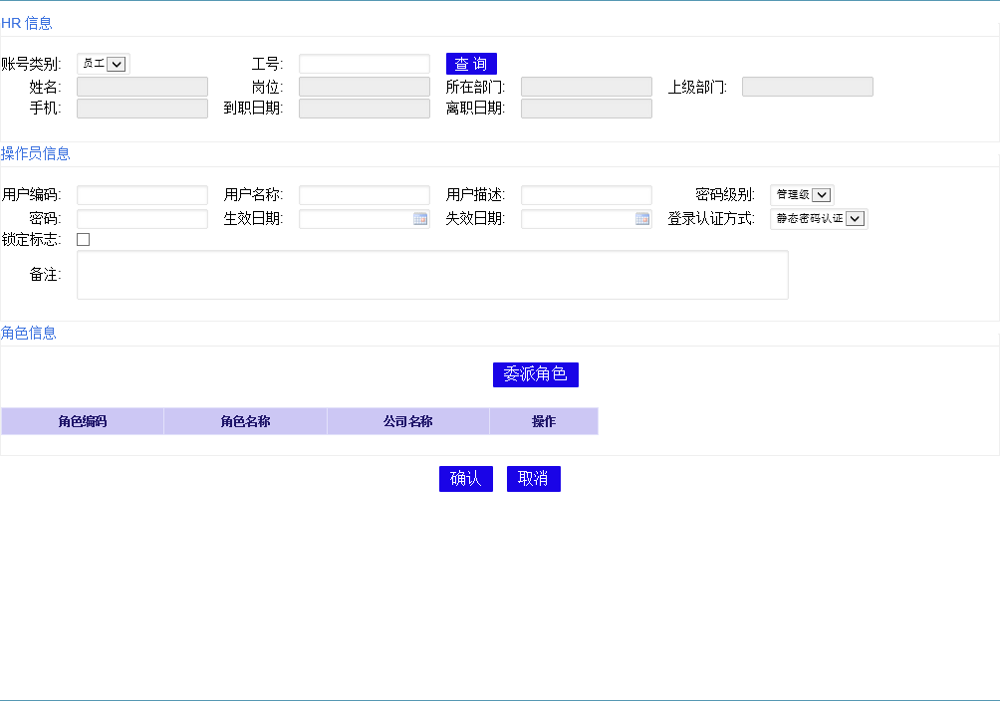 HR 信息
账号类别: 员工 工号: 查 询
姓名: 岗位: 所在部门: 上级部门:
手机: 到职日期: 离职日期:
操作员信息
用户编码: 用户名称: 用户描述: 密码级别: 管理级
密码: 生效日期: 失效日期: 登录认证方式: 静态密码认证
锁定标志:
备注:
角色信息
委派角色
角色编码 角色名称 公司名称 操作
确认 取消